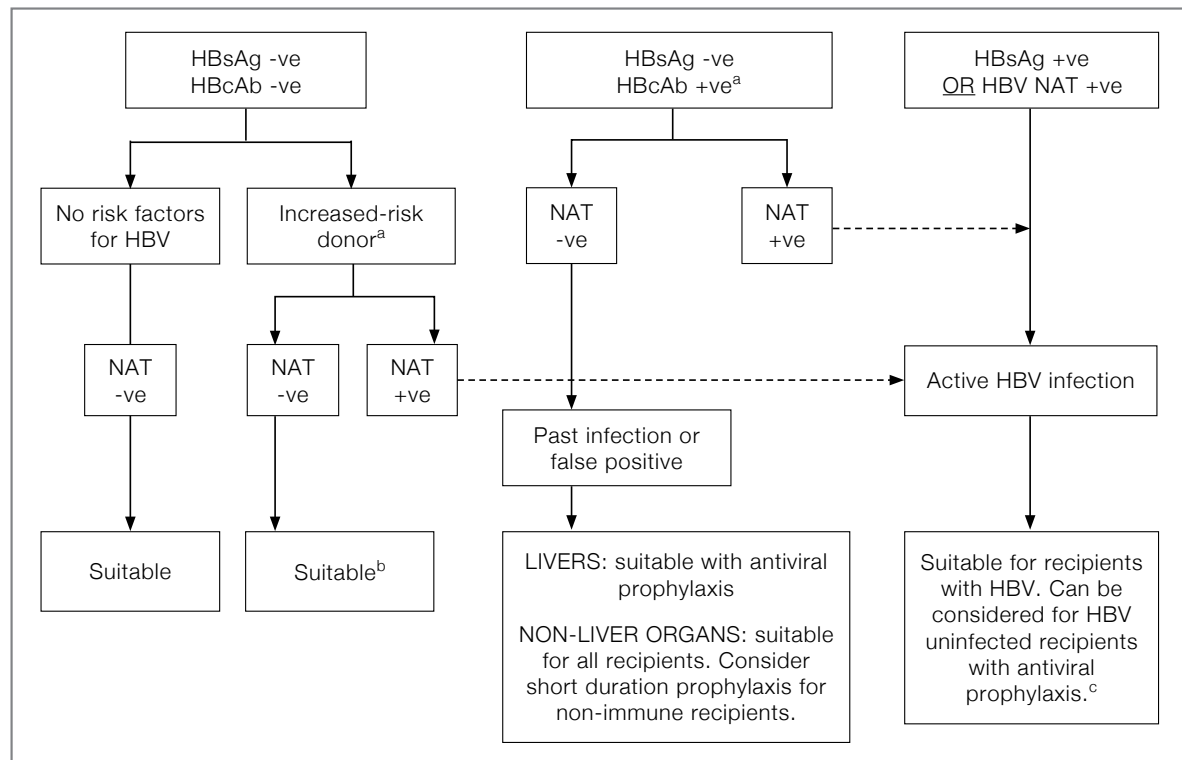 HBsAg -ve
HBcAb -ve
HBsAg -ve
HBcAb +veᵃ
HBsAg +ve
OR HBV NAT +ve
No risk factors
for HBV
Increased-risk
donorᵃ
NAT
-ve
NAT
+ve
NAT
-ve
NAT
-ve
NAT
+ve
Active HBV infection
Past infection or
false positive
Suitable
Suitableᵇ
LIVERS: suitable with antiviral
prophylaxis
NON-LIVER ORGANS: suitable
for all recipients. Consider
short duration prophylaxis for
non-immune recipients.
Suitable for recipients
with HBV. Can be
considered for HBV
uninfected recipients
with antiviral
prophylaxis.ᶜ